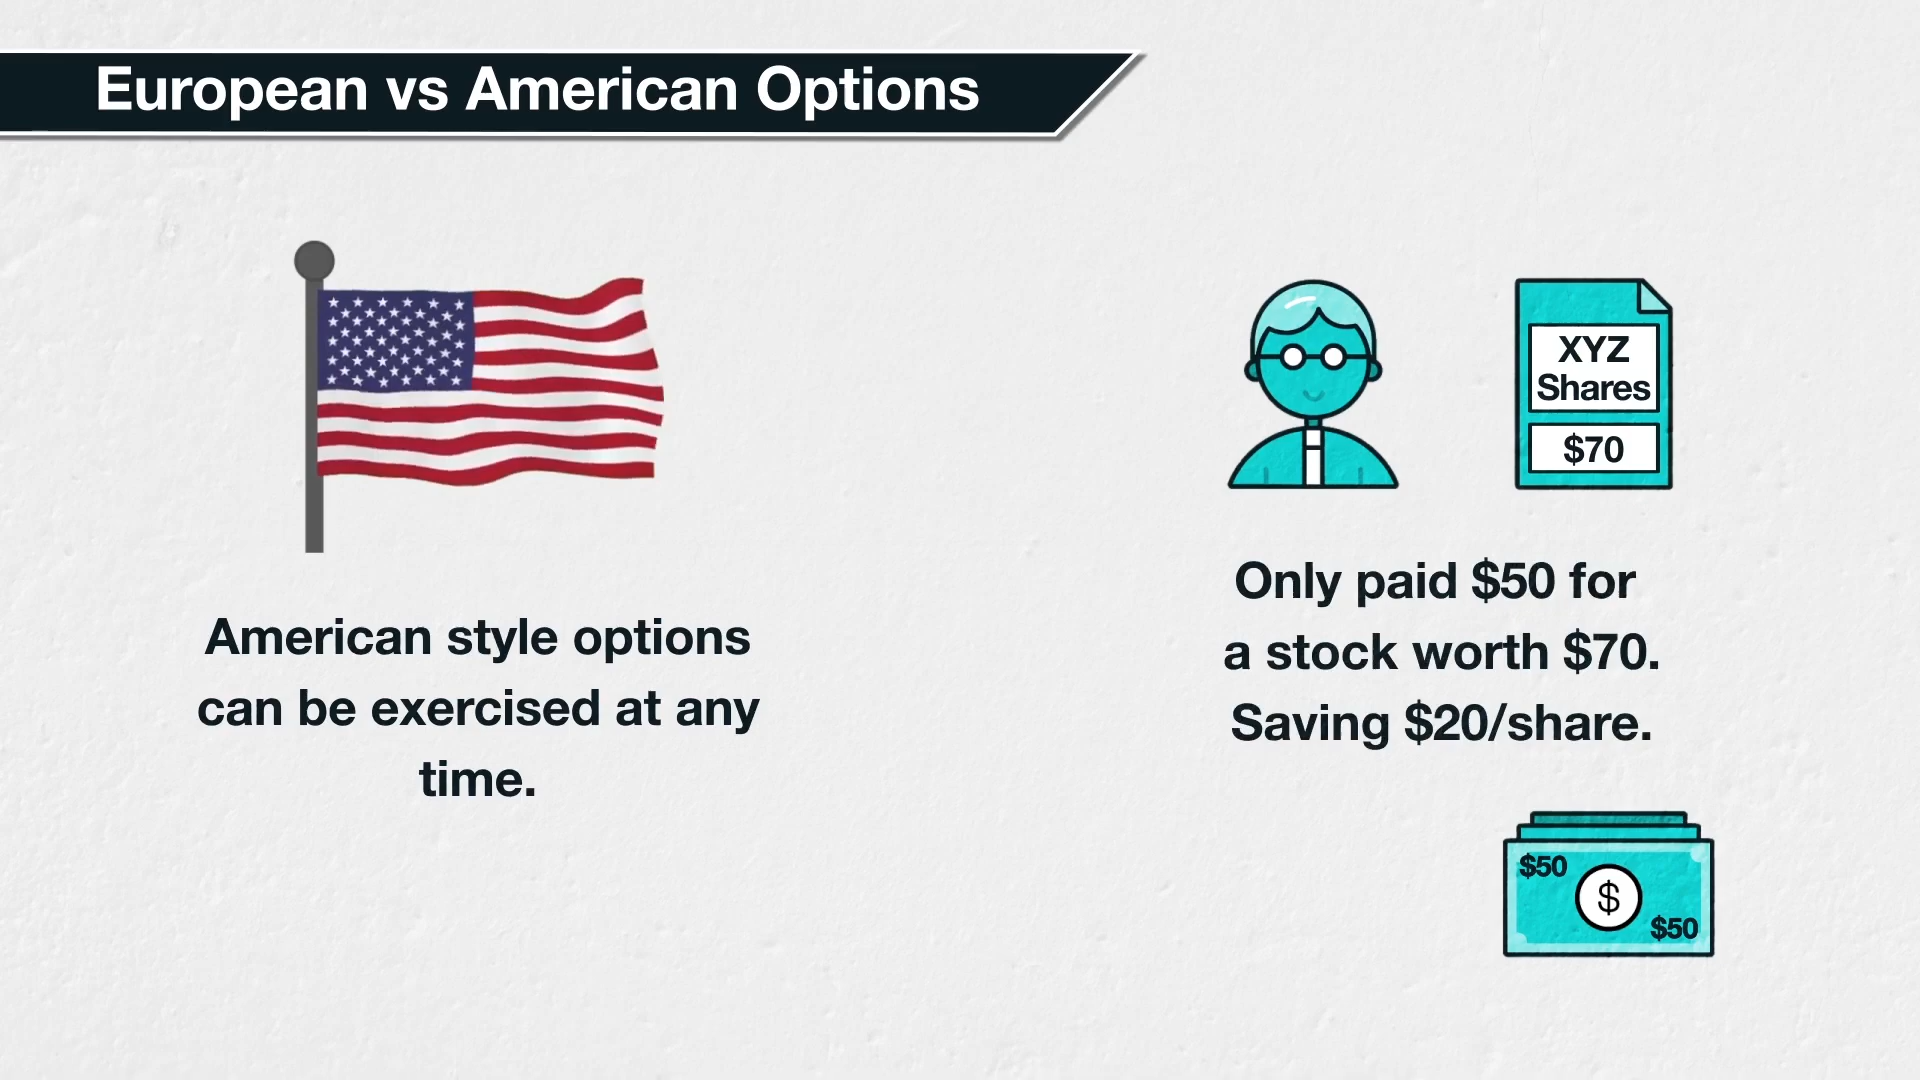 European vs American Options
American style options
can be exercised at any
time.
XYZ
Shares
$70
Only paid $50 for
a stock worth $70.
Saving $20/share.
$50
$
$50